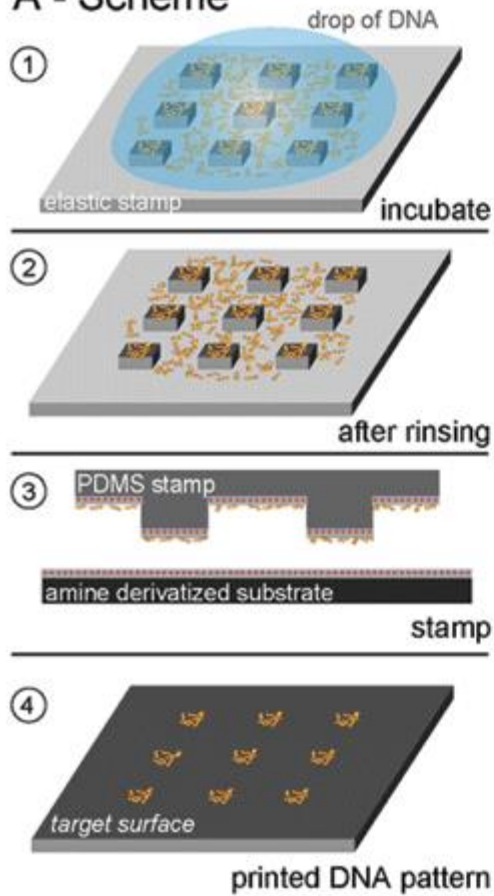 A - Scheme
drop of DNA
1
elastic stamp
incubate
2
after rinsing
3
PDMS stamp
amine derivatized substrate
stamp
4
target surface
printed DNA pattern